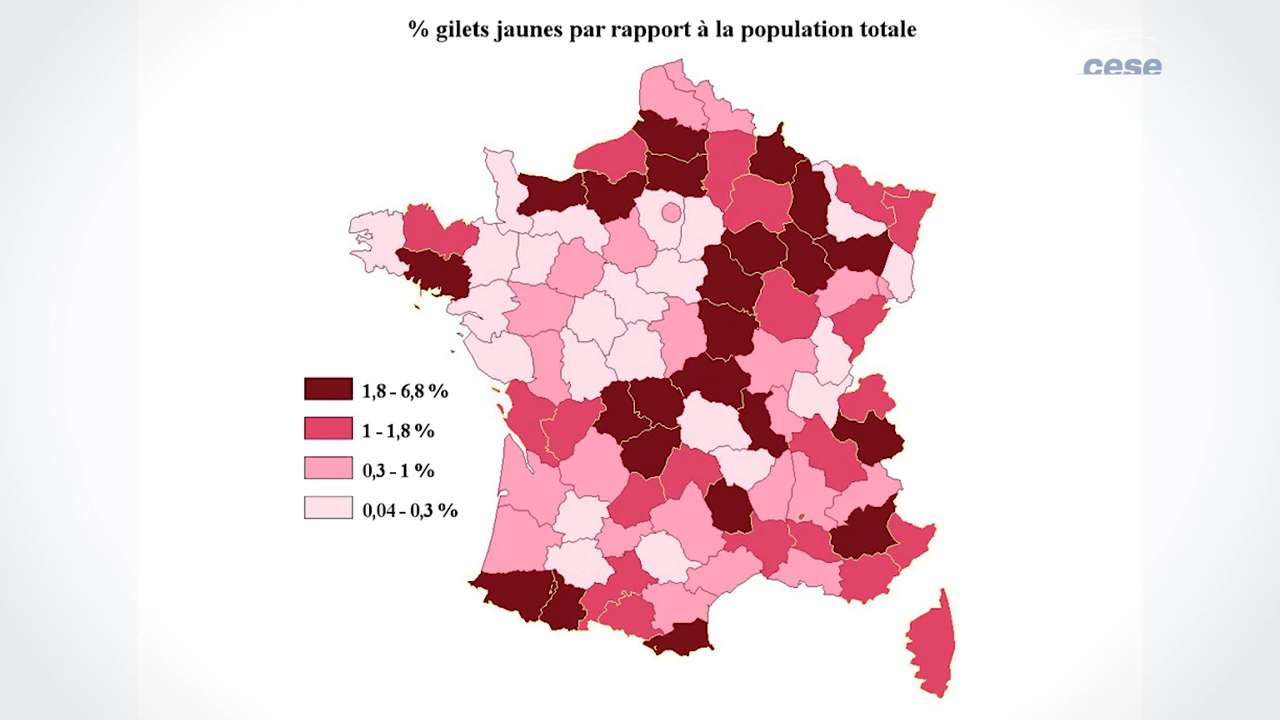 % gilets jaunes par rapport à la population totale
cese
1,8 - 6,8 %
1 - 1,8 %
0,3 - 1 %
0,04 - 0,3 %